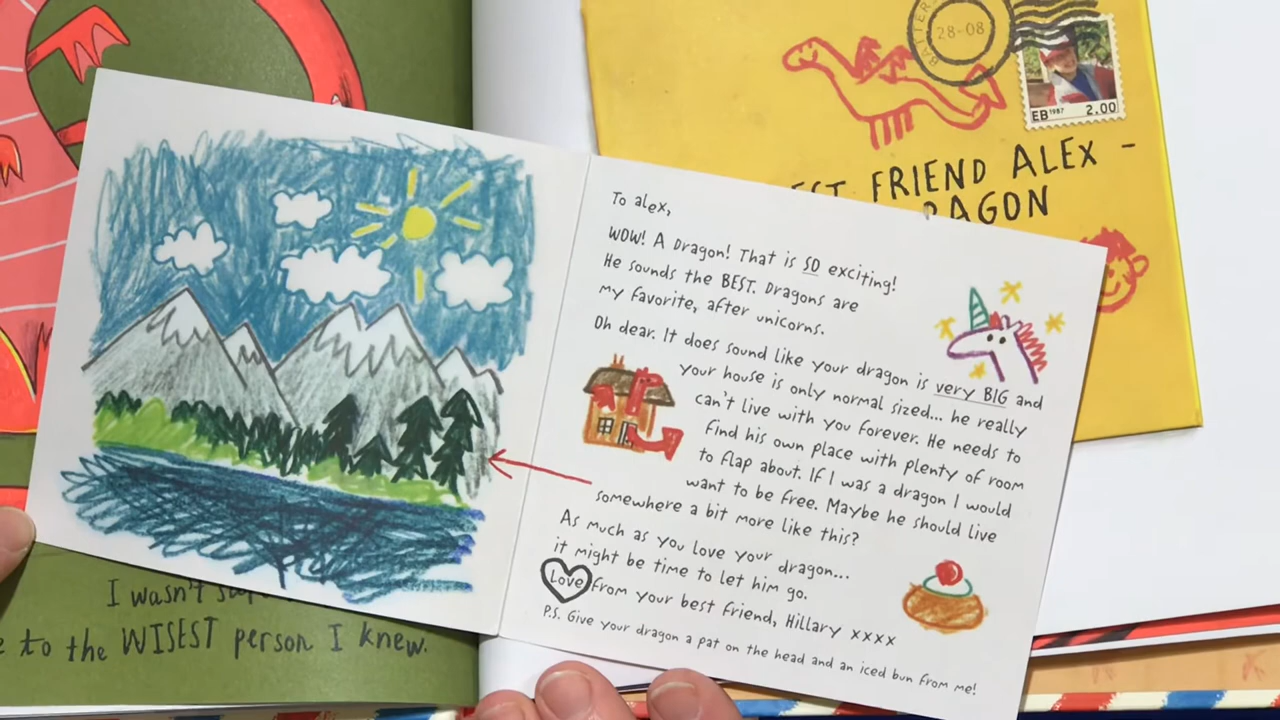 BATTERS
28-08
EB 1987 2.00
EST FRIEND ALEX -
DRAGON
To alex,
WOW! A Dragon! That is SO exciting!
He sounds the BEST. Dragons are
my favorite, after unicorns.
Oh dear. It does sound like your dragon is very BIG and
your house is only normal sized... he really
can't live with you forever. He needs to
find his own place with plenty of room
to flap about. If I was a dragon I would
want to be free. Maybe he should live
somewhere a bit more like this?
As much as you love your dragon...
it might be time to let him go.
Love from your best friend, Hillary xxxx
P.S. Give your dragon a pat on the head and an iced bun from me!
I wasn't
to the WISEST person I knew.